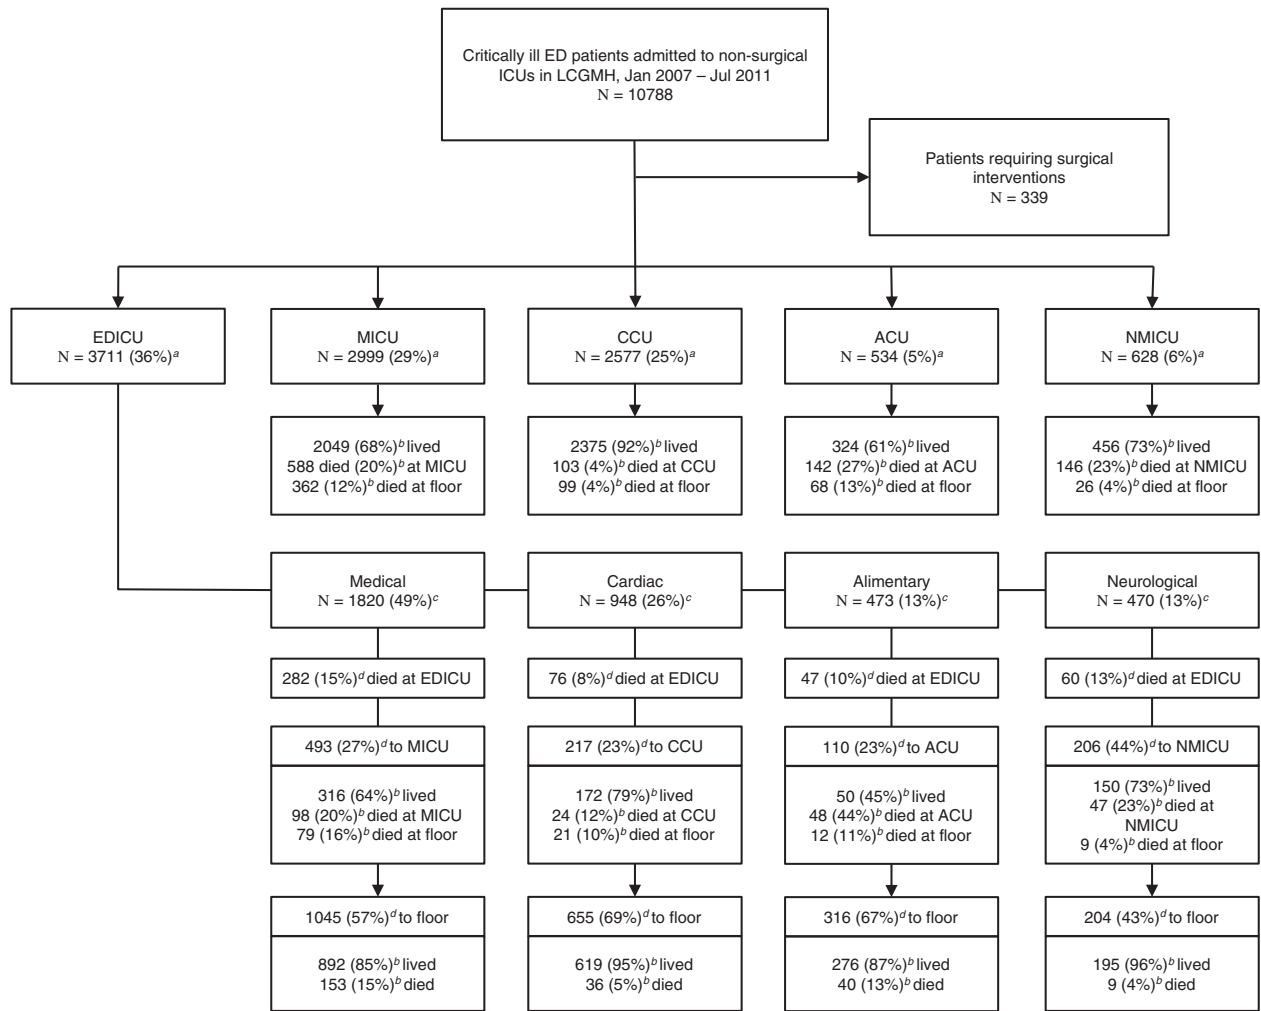 Critically ill ED patients admitted to non-surgical
ICUs in LCGMH, Jan 2007 – Jul 2011
N = 10788
Patients requiring surgical
interventions
N = 339
EDICU
N = 3711 (36%)a
MICU
N = 2999 (29%)a
CCU
N = 2577 (25%)a
ACU
N = 534 (5%)a
NMICU
N = 628 (6%)a
2049 (68%)b lived
588 died (20%)b at MICU
362 (12%)b died at floor
2375 (92%)b lived
103 (4%)b died at CCU
99 (4%)b died at floor
324 (61%)b lived
142 (27%)b died at ACU
68 (13%)b died at floor
456 (73%)b lived
146 (23%)b died at NMICU
26 (4%)b died at floor
Medical
N = 1820 (49%)c
Cardiac
N = 948 (26%)c
Alimentary
N = 473 (13%)c
Neurological
N = 470 (13%)c
282 (15%)d died at EDICU
76 (8%)d died at EDICU
47 (10%)d died at EDICU
60 (13%)d died at EDICU
493 (27%)d to MICU
217 (23%)d to CCU
110 (23%)d to ACU
206 (44%)d to NMICU
316 (64%)b lived
98 (20%)b died at MICU
79 (16%)b died at floor
172 (79%)b lived
24 (12%)b died at CCU
21 (10%)b died at floor
50 (45%)b lived
48 (44%)b died at ACU
12 (11%)b died at floor
150 (73%)b lived
47 (23%)b died at
NMICU
9 (4%)b died at floor
1045 (57%)d to floor
655 (69%)d to floor
316 (67%)d to floor
204 (43%)d to floor
892 (85%)b lived
153 (15%)b died
619 (95%)b lived
36 (5%)b died
276 (87%)b lived
40 (13%)b died
195 (96%)b lived
9 (4%)b died